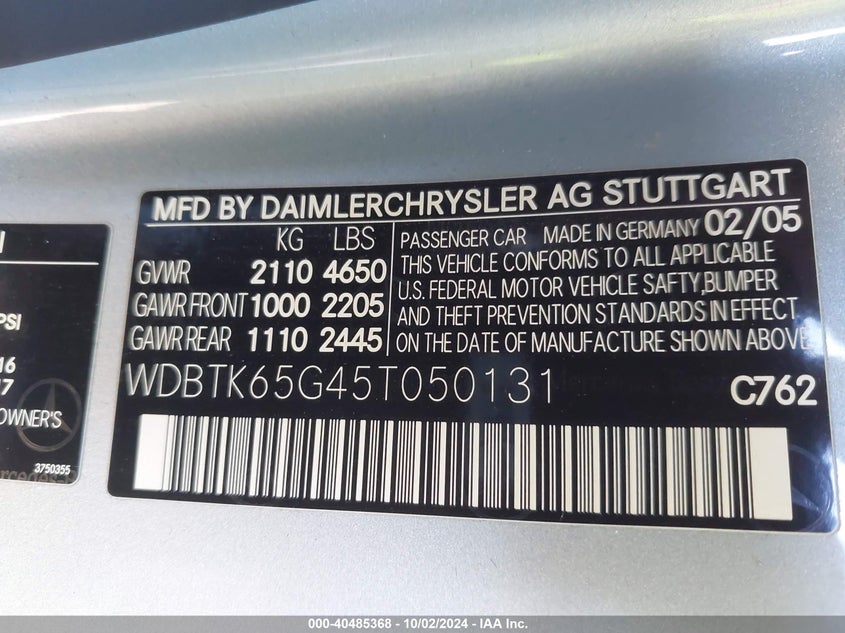 MFD BY DAIMLERCHRYSLER AG STUTTGART
KG LBS
GVWR 2110 4650
GAWR FRONT 1000 2205
GAWR REAR 1110 2445
PASSENGER CAR MADE IN GERMANY 02/05
THIS VEHICLE CONFORMS TO ALL APPLICABLE
U.S. FEDERAL MOTOR VEHICLE SAFTY,BUMPER
AND THEFT PREVENTION STANDARDS IN EFFECT
ON THE DATE OF MANUFACTURE SHOWN ABOVE
WDBTK65G45T050131
C762
PSI
16
17
OWNER'S
3750355
000-40485368 - 10/02/2024 - IAA Inc.